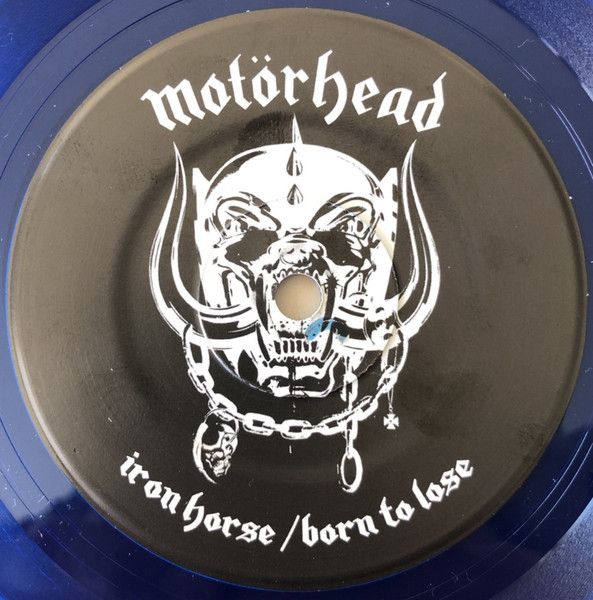 motörhead
iron horse /born to lose